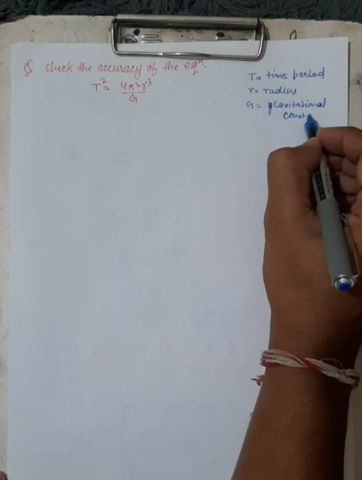 Q Check the accuracy of the eqⁿ.
T² = 4π²r³
G
T = time period
r = radius
G = gravitational
const